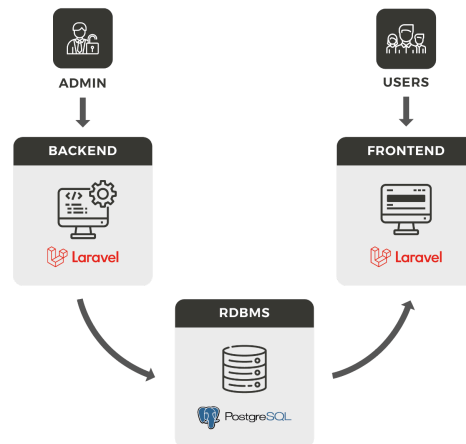 ADMIN
USERS
BACKEND
FRONTEND
</>
Laravel
Laravel
RDBMS
PostgreSQL